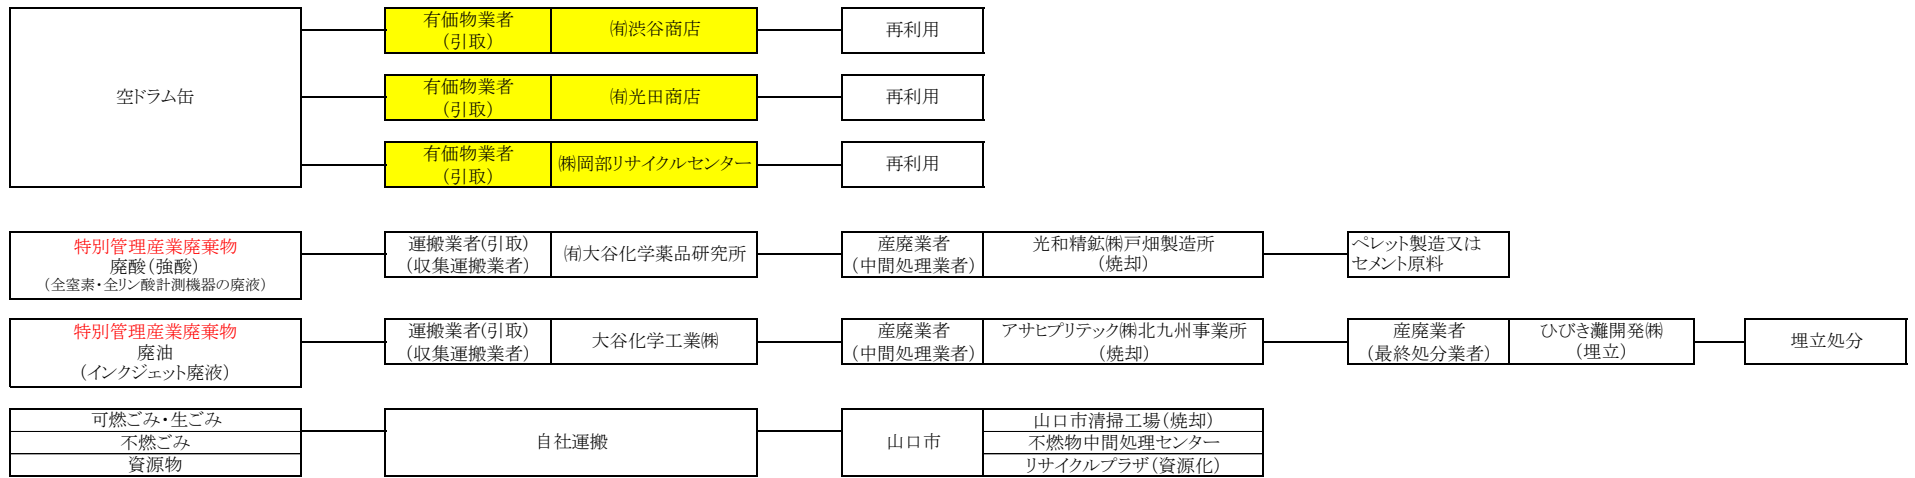 空ドラム缶
有価物業者
(引取)
㈲渋谷商店
再利用
有価物業者
(引取)
㈲光田商店
再利用
有価物業者
(引取)
㈱岡部リサイクルセンター
再利用
特別管理産業廃棄物
廃酸(強酸)
(全窒素・全リン酸計測機器の廃液)
運搬業者(引取)
(収集運搬業者)
㈲大谷化学薬品研究所
産廃業者
(中間処理業者)
光和精鉱㈱戸畑製造所
(焼却)
ペレット製造又は
セメント原料
特別管理産業廃棄物
廃油
(インクジェット廃液)
運搬業者(引取)
(収集運搬業者)
大谷化学工業㈱
産廃業者
(中間処理業者)
アサヒプリテック㈱北九州事業所
(焼却)
産廃業者
(最終処分業者)
ひびき灘開発㈱
(埋立)
埋立処分
可燃ごみ・生ごみ
不燃ごみ
資源物
自社運搬
山口市
山口市清掃工場(焼却)
不燃物中間処理センター
リサイクルプラザ(資源化)